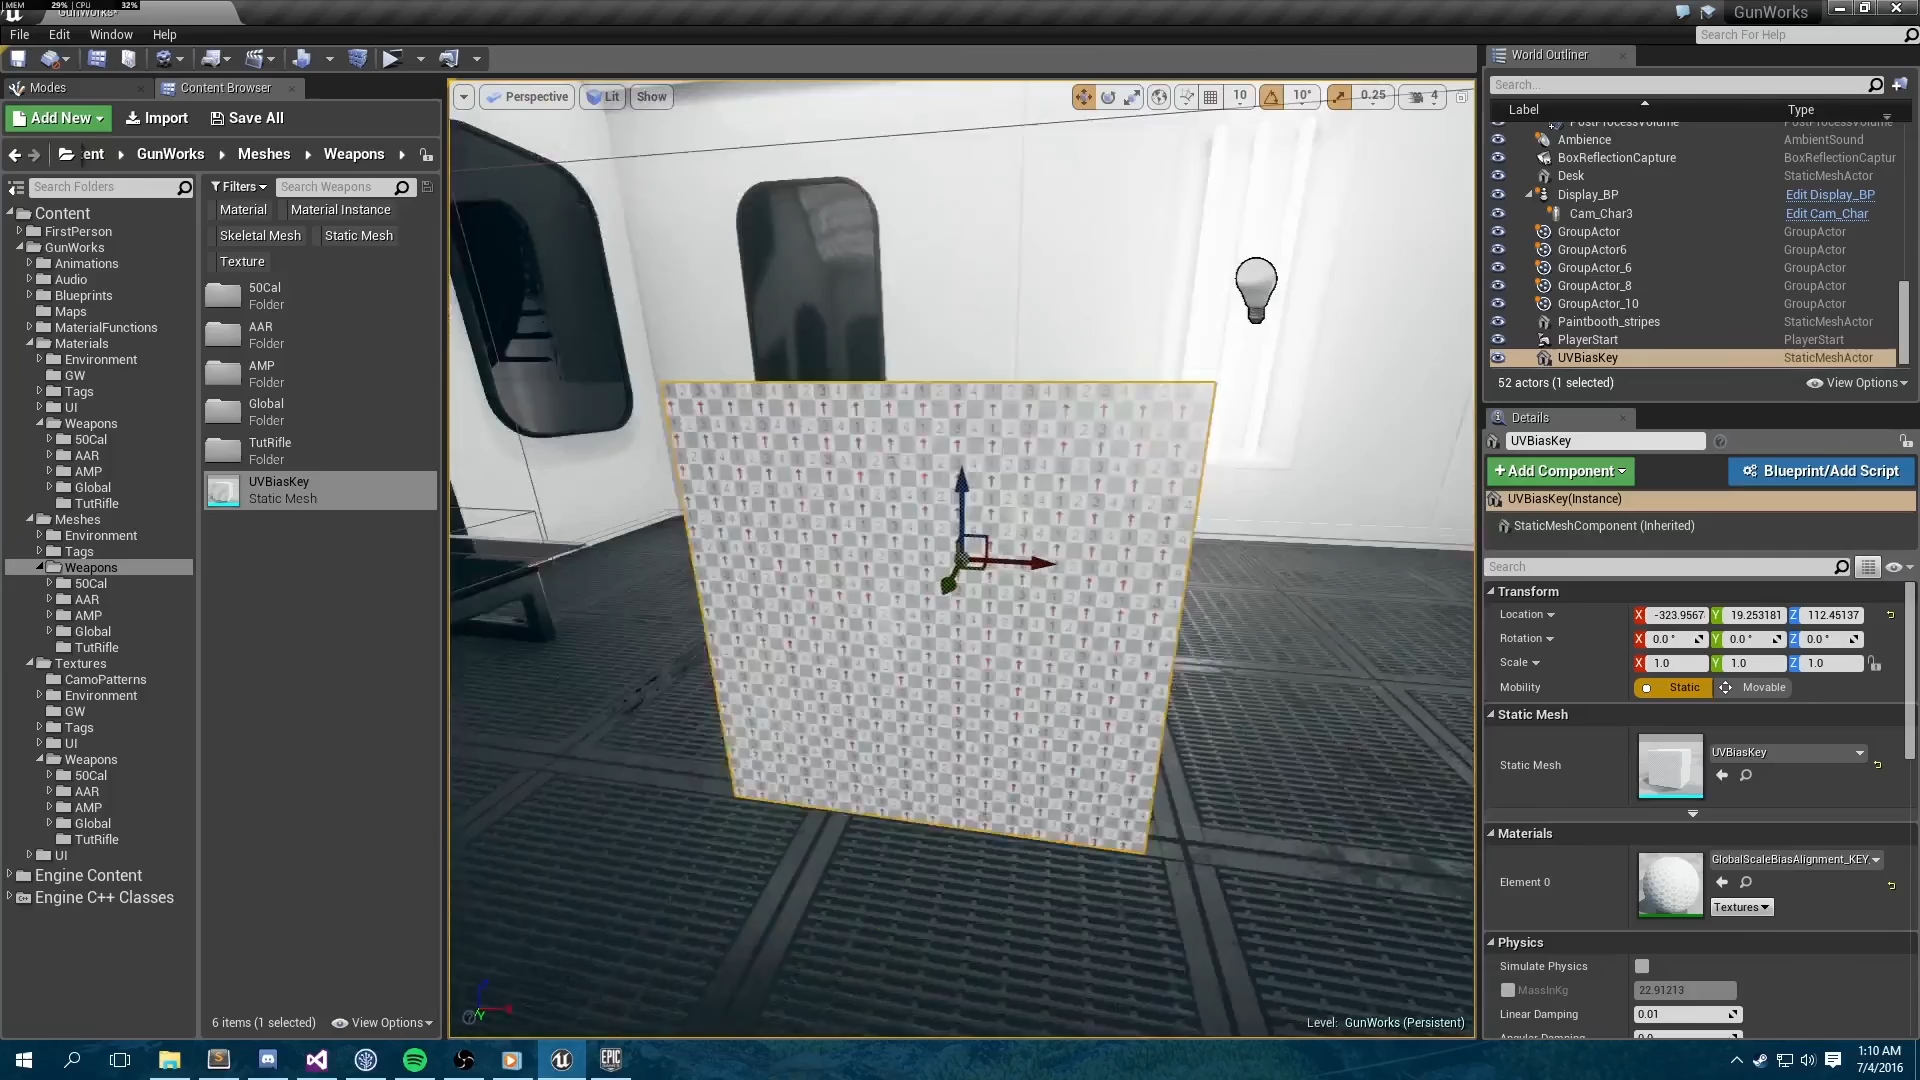 MEM 29% CPU 32%
GunWorks*
GunWorks
File Edit Window Help
Search For Help
Modes
Content Browser
Add New
Import
Save All
GunWorks
Meshes
Weapons
Search Folders
Content
FirstPerson
GunWorks
Animations
Audio
Blueprints
Maps
MaterialFunctions
Materials
Environment
GW
Tags
UI
Weapons
50Cal
AAR
AMP
Global
TutRifle
Meshes
Environment
Tags
Weapons
50Cal
AAR
AMP
Global
TutRifle
Textures
CamoPatterns
Environment
GW
Tags
UI
Weapons
50Cal
AAR
AMP
Global
TutRifle
UI
Engine Content
Engine C++ Classes
Filters
Search Weapons
Material
Material Instance
Skeletal Mesh
Static Mesh
Texture
50Cal
Folder
AAR
Folder
AMP
Folder
Global
Folder
TutRifle
Folder
UVBiasKey
Static Mesh
6 items (1 selected)
View Options
Perspective
Lit
Show
10
10°
0.25
4
Level: GunWorks (Persistent)
World Outliner
Search...
Label Type
PostProcessVolume PostProcessVolume
Ambience AmbientSound
BoxReflectionCapture BoxReflectionCaptur
Desk StaticMeshActor
Display_BP Edit Display_BP
Cam_Char3 Edit Cam_Char
GroupActor GroupActor
GroupActor6 GroupActor
GroupActor_6 GroupActor
GroupActor_8 GroupActor
GroupActor_10 GroupActor
Paintbooth_stripes StaticMeshActor
PlayerStart PlayerStart
UVBiasKey StaticMeshActor
52 actors (1 selected)
View Options
Details
UVBiasKey
+Add Component
Blueprint/Add Script
UVBiasKey(Instance)
StaticMeshComponent (Inherited)
Search
Transform
Location X -323.9567 Y 19.253181 Z 112.45137
Rotation X 0.0 ° Y 0.0 ° Z 0.0 °
Scale X 1.0 Y 1.0 Z 1.0
Mobility Static Movable
Static Mesh
Static Mesh
UVBiasKey
Materials
Element 0
GlobalScaleBiasAlignment_KEY
Textures
Physics
Simulate Physics
MassInKg 22.91213
Linear Damping 0.01
EPIC
1:10 AM
7/4/2016